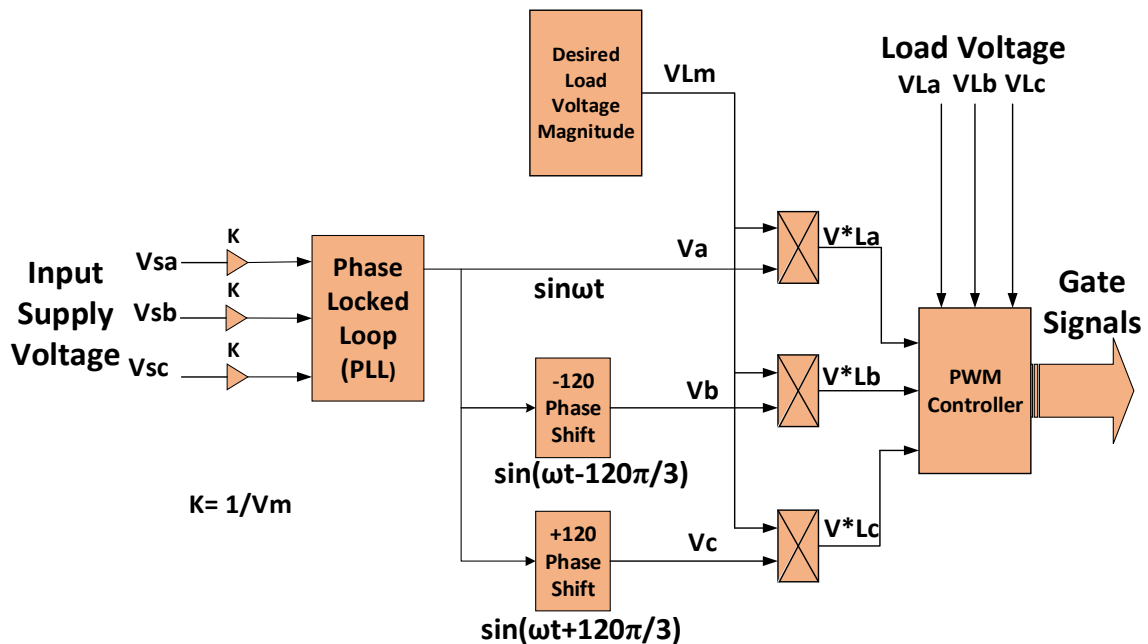 Desired
Load
Voltage
Magnitude
VLm
Load Voltage
VLa VLb VLc
Input
Supply
Voltage
Vsa
K
Vsb
K
Vsc
K
Phase
Locked
Loop
(PLL)
Va
sinωt
V*La
-120
Phase
Shift
Vb
sin(ωt-120π/3)
V*Lb
+120
Phase
Shift
Vc
sin(ωt+120π/3)
V*Lc
PWM
Controller
Gate
Signals
K= 1/Vm